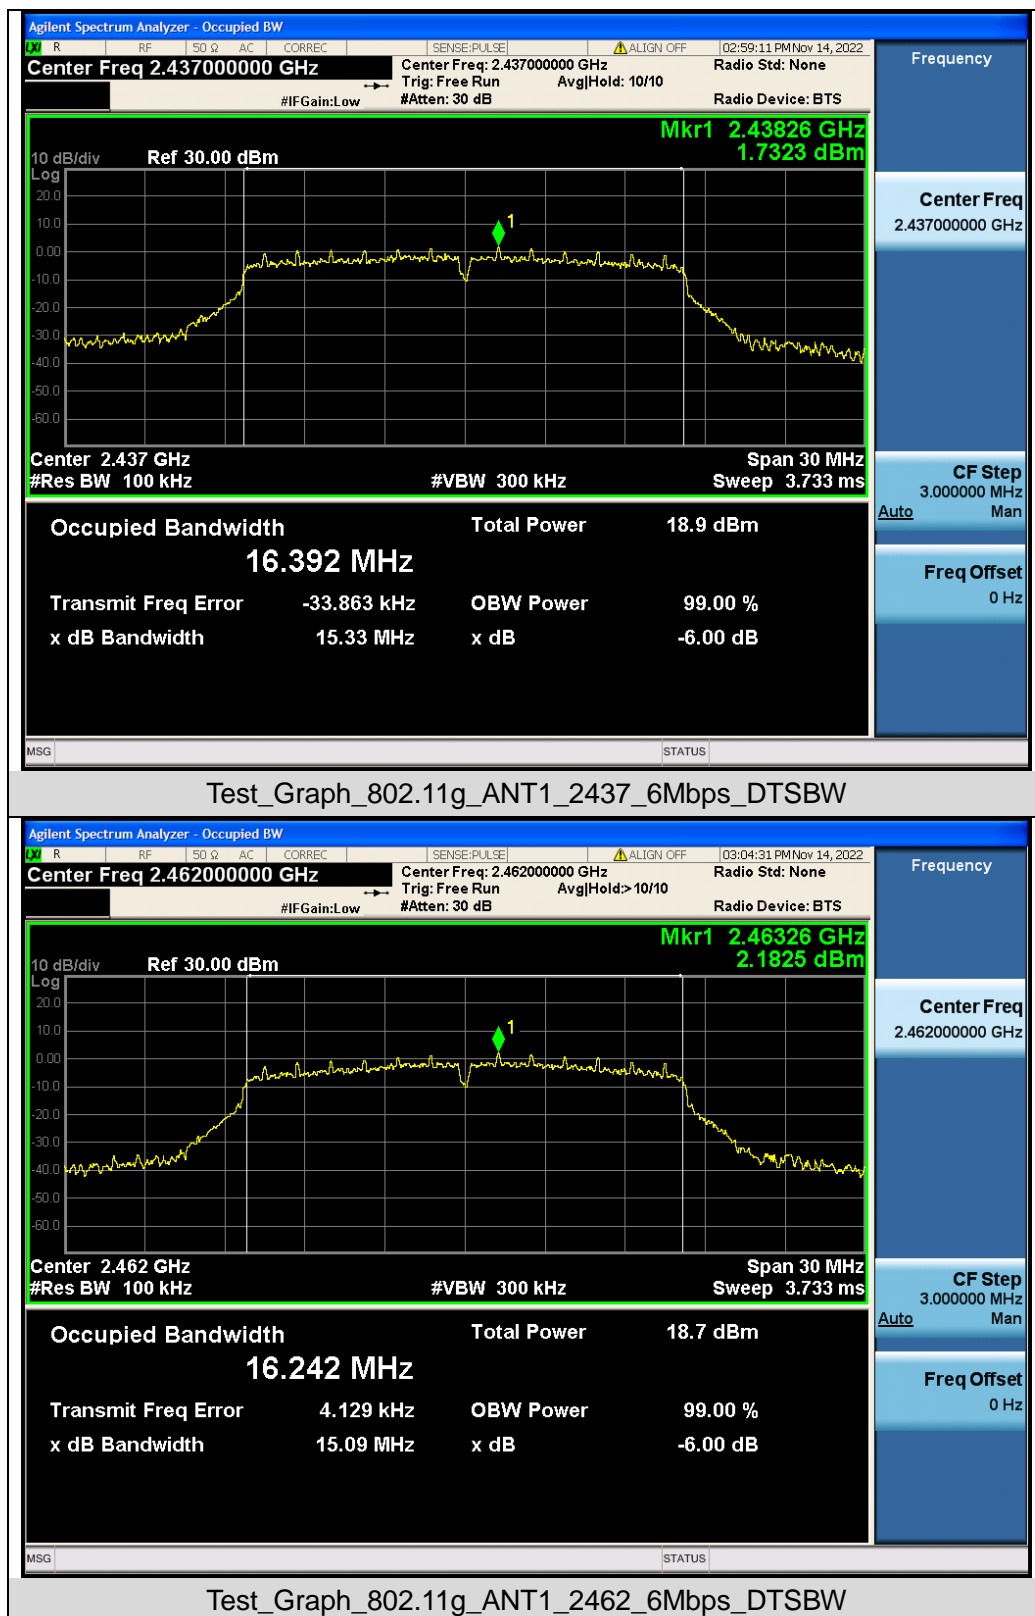 Agilent Spectrum Analyzer - Occupied BW
LXI R RF 50 Ω AC CORREC SENSE:PULSE ALIGN OFF 02:59:11 PM Nov 14, 2022
Center Freq 2.437000000 GHz
Center Freq: 2.437000000 GHz Radio Std: None
Trig: Free Run Avg|Hold: 10/10
#IFGain:Low #Atten: 30 dB Radio Device: BTS
Frequency
Mkr1 2.43826 GHz
1.7323 dBm
10 dB/div Ref 30.00 dBm
Log
20.0
10.0
0.00
-10.0
-20.0
-30.0
-40.0
-50.0
-60.0
1
Center 2.437 GHz Span 30 MHz
#Res BW 100 kHz #VBW 300 kHz Sweep 3.733 ms
Center Freq
2.437000000 GHz
CF Step
3.000000 MHz
Auto Man
Freq Offset
0 Hz
Occupied Bandwidth Total Power 18.9 dBm
16.392 MHz
Transmit Freq Error -33.863 kHz OBW Power 99.00 %
x dB Bandwidth 15.33 MHz x dB -6.00 dB
MSG STATUS
Test_Graph_802.11g_ANT1_2437_6Mbps_DTSBW
Agilent Spectrum Analyzer - Occupied BW
LXI R RF 50 Ω AC CORREC SENSE:PULSE ALIGN OFF 03:04:31 PM Nov 14, 2022
Center Freq 2.462000000 GHz
Center Freq: 2.462000000 GHz Radio Std: None
Trig: Free Run Avg|Hold:>10/10
#IFGain:Low #Atten: 30 dB Radio Device: BTS
Frequency
Mkr1 2.46326 GHz
2.1825 dBm
10 dB/div Ref 30.00 dBm
Log
20.0
10.0
0.00
-10.0
-20.0
-30.0
-40.0
-50.0
-60.0
1
Center 2.462 GHz Span 30 MHz
#Res BW 100 kHz #VBW 300 kHz Sweep 3.733 ms
Center Freq
2.462000000 GHz
CF Step
3.000000 MHz
Auto Man
Freq Offset
0 Hz
Occupied Bandwidth Total Power 18.7 dBm
16.242 MHz
Transmit Freq Error 4.129 kHz OBW Power 99.00 %
x dB Bandwidth 15.09 MHz x dB -6.00 dB
MSG STATUS
Test_Graph_802.11g_ANT1_2462_6Mbps_DTSBW